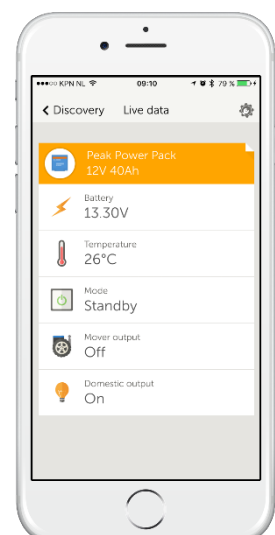 KPN NL 09:10 79 %
Discovery Live data
Peak Power Pack
12V 40Ah
Battery
13.30V
Temperature
26°C
Mode
Standby
Mover output
Off
Domestic output
On